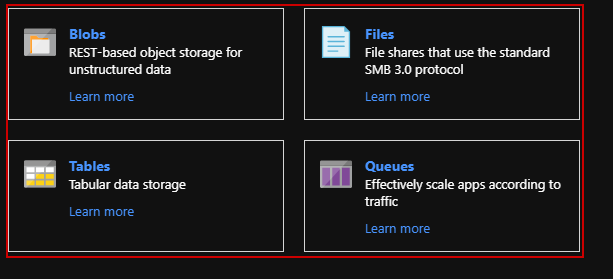 Blobs
REST-based object storage for
unstructured data
Learn more
Files
File shares that use the standard
SMB 3.0 protocol
Learn more
Tables
Tabular data storage
Learn more
Queues
Effectively scale apps according to
traffic
Learn more